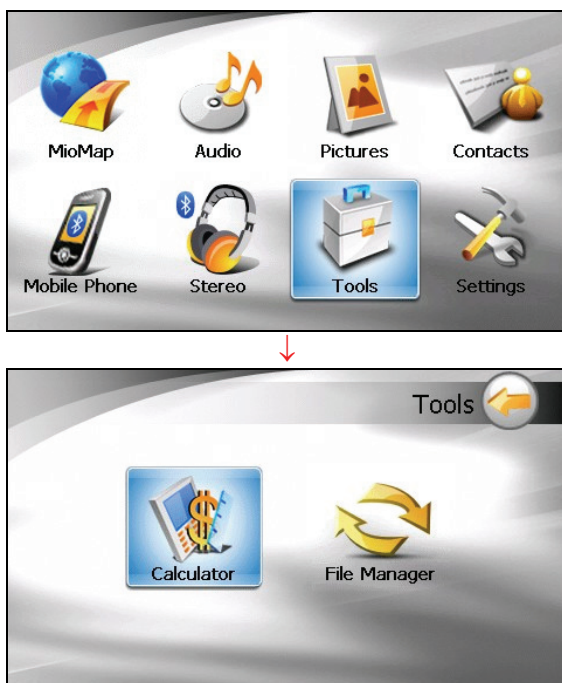 MioMap Audio Pictures Contacts
Mobile Phone Stereo Tools Settings
Tools
Calculator File Manager